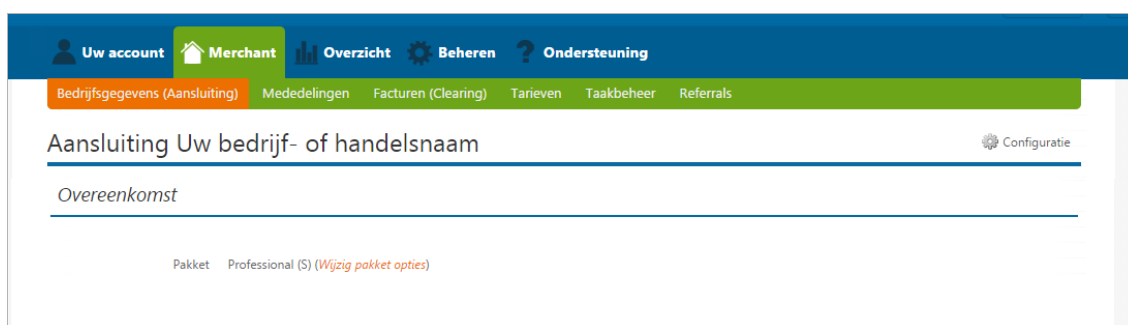 Uw account Merchant Overzicht Beheren Ondersteuning
Bedrijfsgegevens (Aansluiting) Mededelingen Facturen (Clearing) Tarieven Taakbeheer Referrals
Aansluiting Uw bedrijf- of handelsnaam Configuratie
Overeenkomst
Pakket Professional (S) (Wijzig pakket opties)